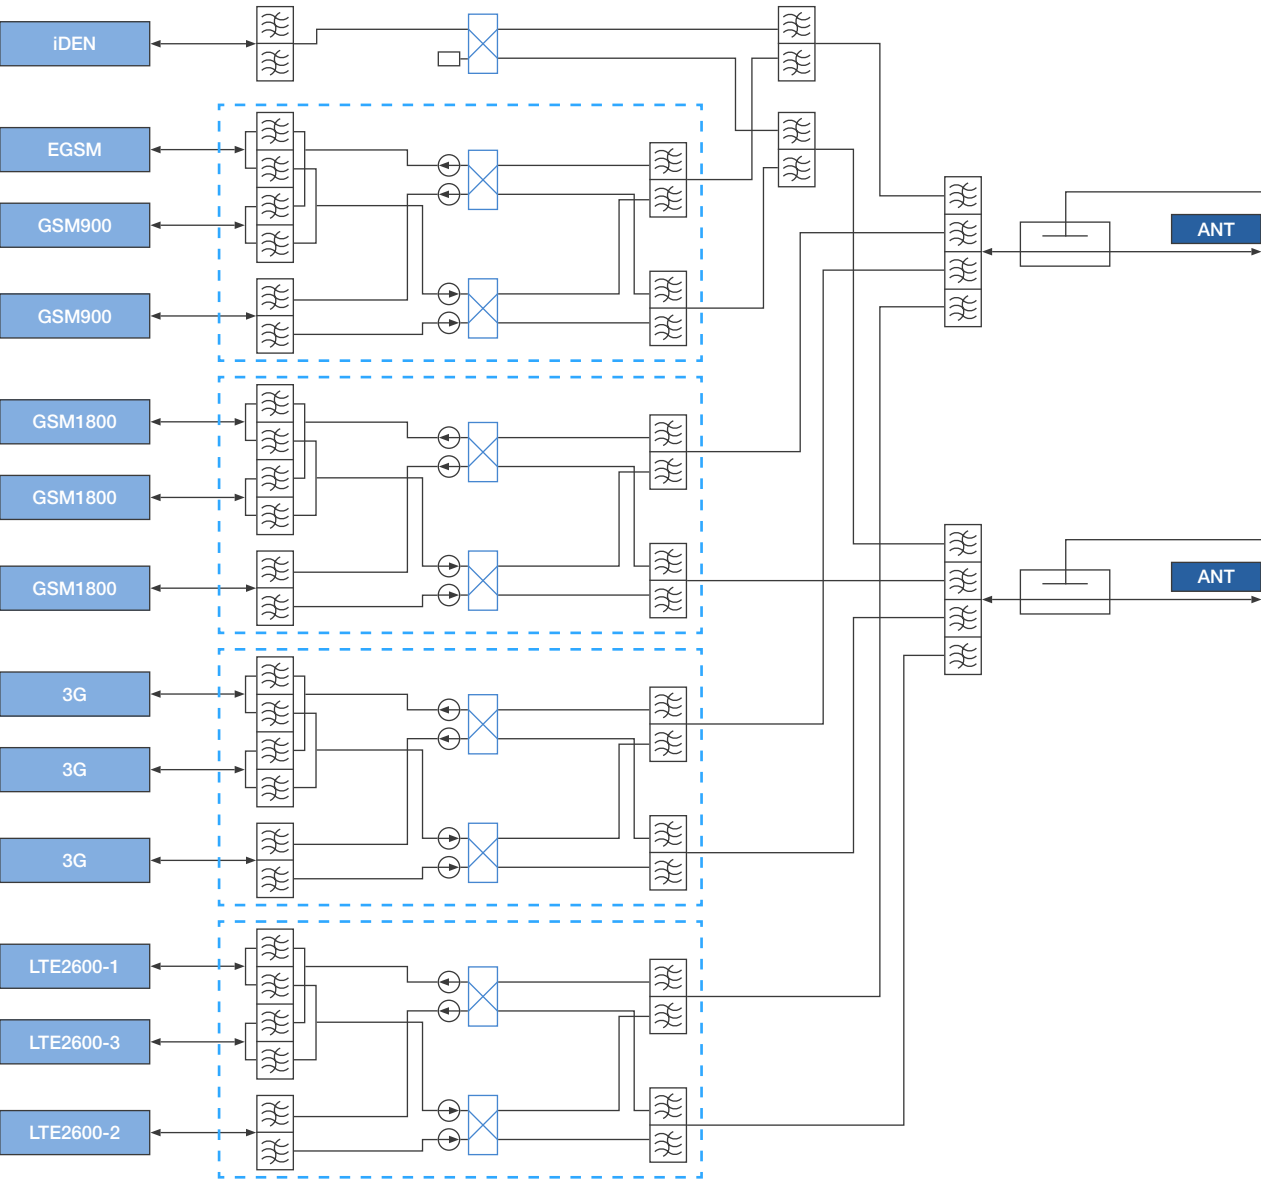 iDEN
EGSM
GSM900
ANT
GSM900
GSM1800
GSM1800
ANT
GSM1800
3G
3G
3G
LTE2600-1
LTE2600-3
LTE2600-2